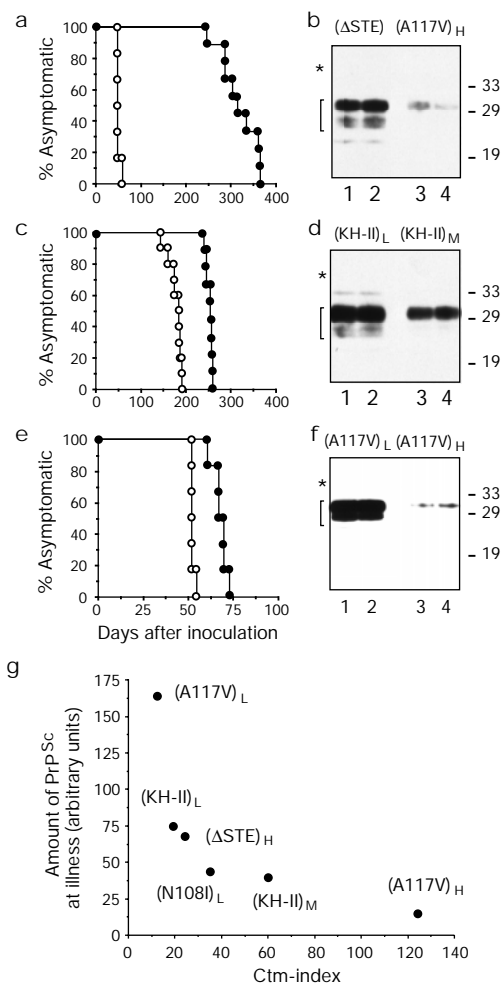 a
% Asymptomatic
100
80
60
40
20
0
0 100 200 300 400
b
(ΔSTE) (A117V)H
*
- 33
- 29
- 19
1 2 3 4
c
% Asymptomatic
100
80
60
40
20
0
0 100 200 300 400
d
(KH-II)L (KH-II)M
*
- 33
- 29
- 19
1 2 3 4
e
% Asymptomatic
100
80
60
40
20
0
0 25 50 75 100
Days after inoculation
f
(A117V)L (A117V)H
*
- 33
- 29
- 19
1 2 3 4
g
Amount of PrPSc
at illness (arbitrary units)
175
150
125
100
75
50
25
0
(A117V)L
(KH-II)L
(ΔSTE)H
(N108I)L
(KH-II)M
(A117V)H
0 20 40 60 80 100 120 140
Ctm-index